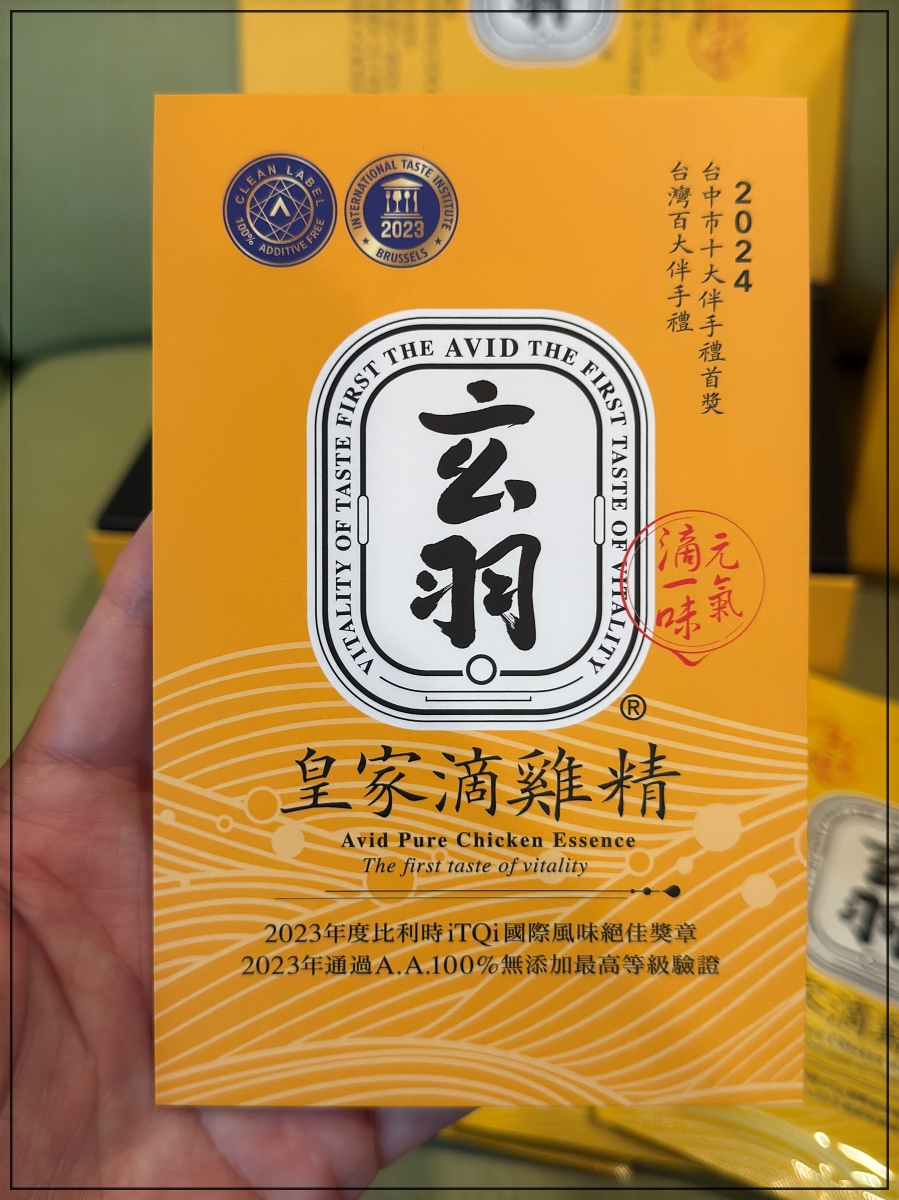 CLEAN LABEL
100% ADDITIVE FREE
INTERNATIONAL TASTE INSTITUTE
2023
BRUSSELS
2024
台中市十大伴手禮首獎
台灣百大伴手禮
VITALITY OF TASTE FIRST THE AVID THE FIRST TASTE OF VITALITY
玄羽
元氣
滴一味
®
皇家滴雞精
Avid Pure Chicken Essence
The first taste of vitality
2023年度比利時iTQi國際風味絕佳獎章
2023年通過A.A.100%無添加最高等級驗證